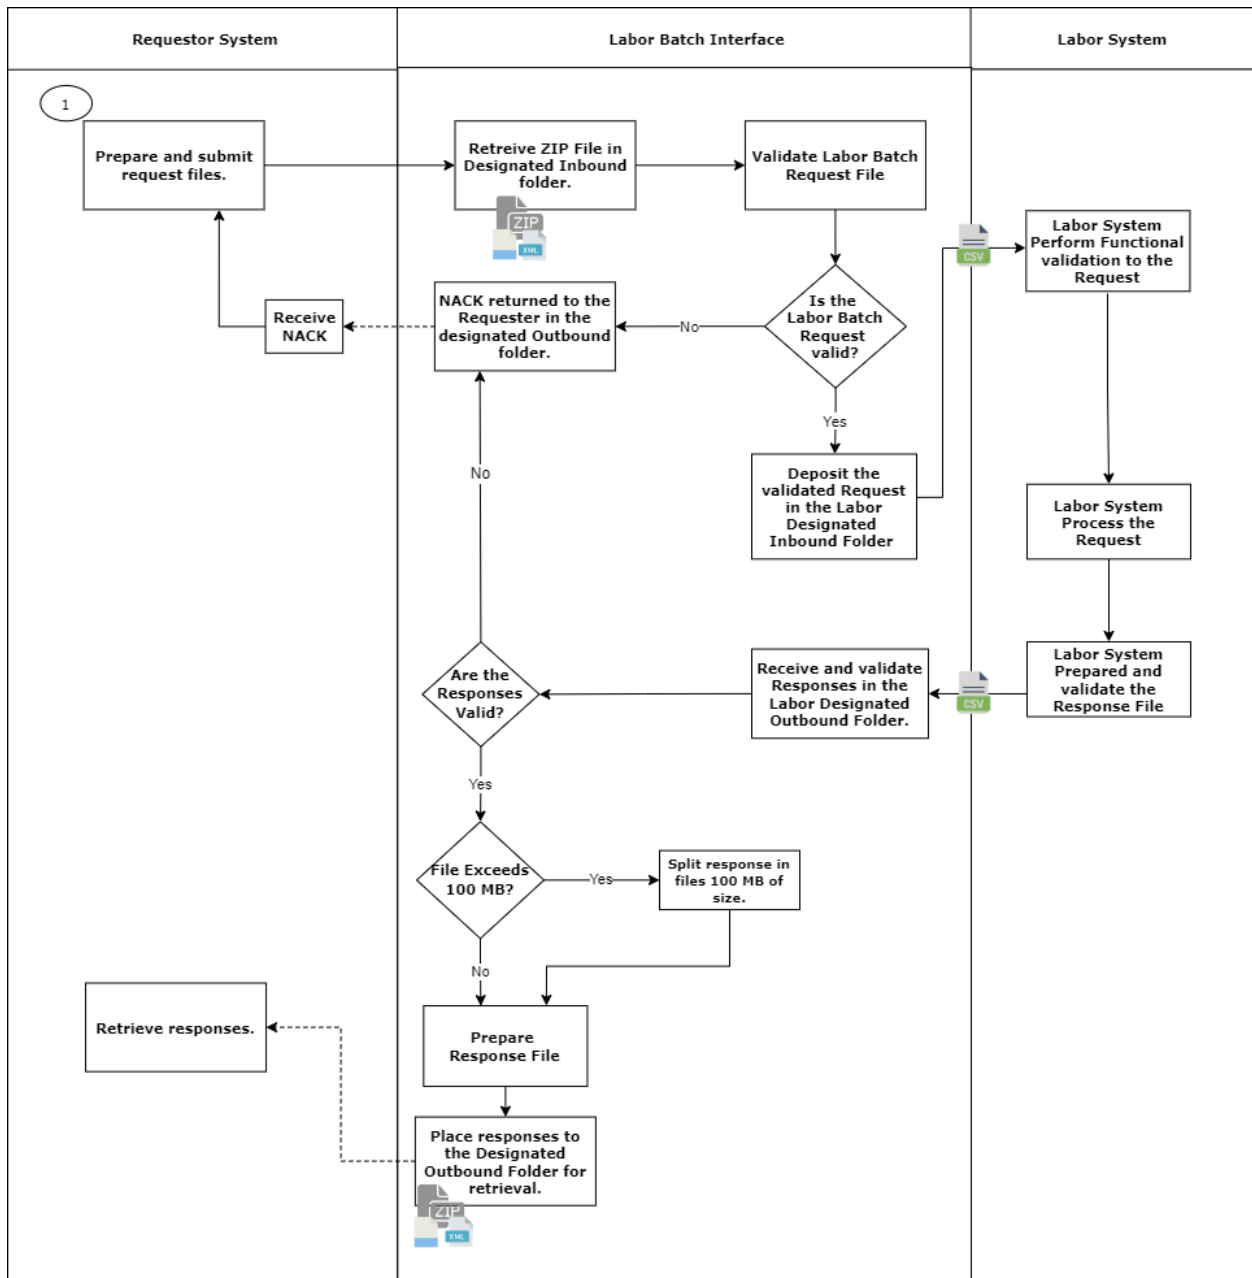 Requestor System
Labor Batch Interface
Labor System
1
Prepare and submit
request files.
Retreive ZIP File in
Designated Inbound
folder.
ZIP
XML
Validate Labor Batch
Request File
CSV
Labor System
Perform Functional
validation to the
Request
Is the
Labor Batch
Request
valid?
No
NACK returned to the
Requester in the
designated Outbound
folder.
Receive
NACK
Yes
Deposit the
validated Request
in the Labor
Designated
Inbound Folder
No
Labor System
Process the
Request
Labor System
Prepared and
validate the
Response File
CSV
Receive and validate
Responses in the
Labor Designated
Outbound Folder.
Are the
Responses
Valid?
Yes
File Exceeds
100 MB?
Yes
Split response in
files 100 MB of
size.
No
Prepare
Response File
Retrieve responses.
Place responses to
the Designated
Outbound Folder for
retrieval.
ZIP
XML